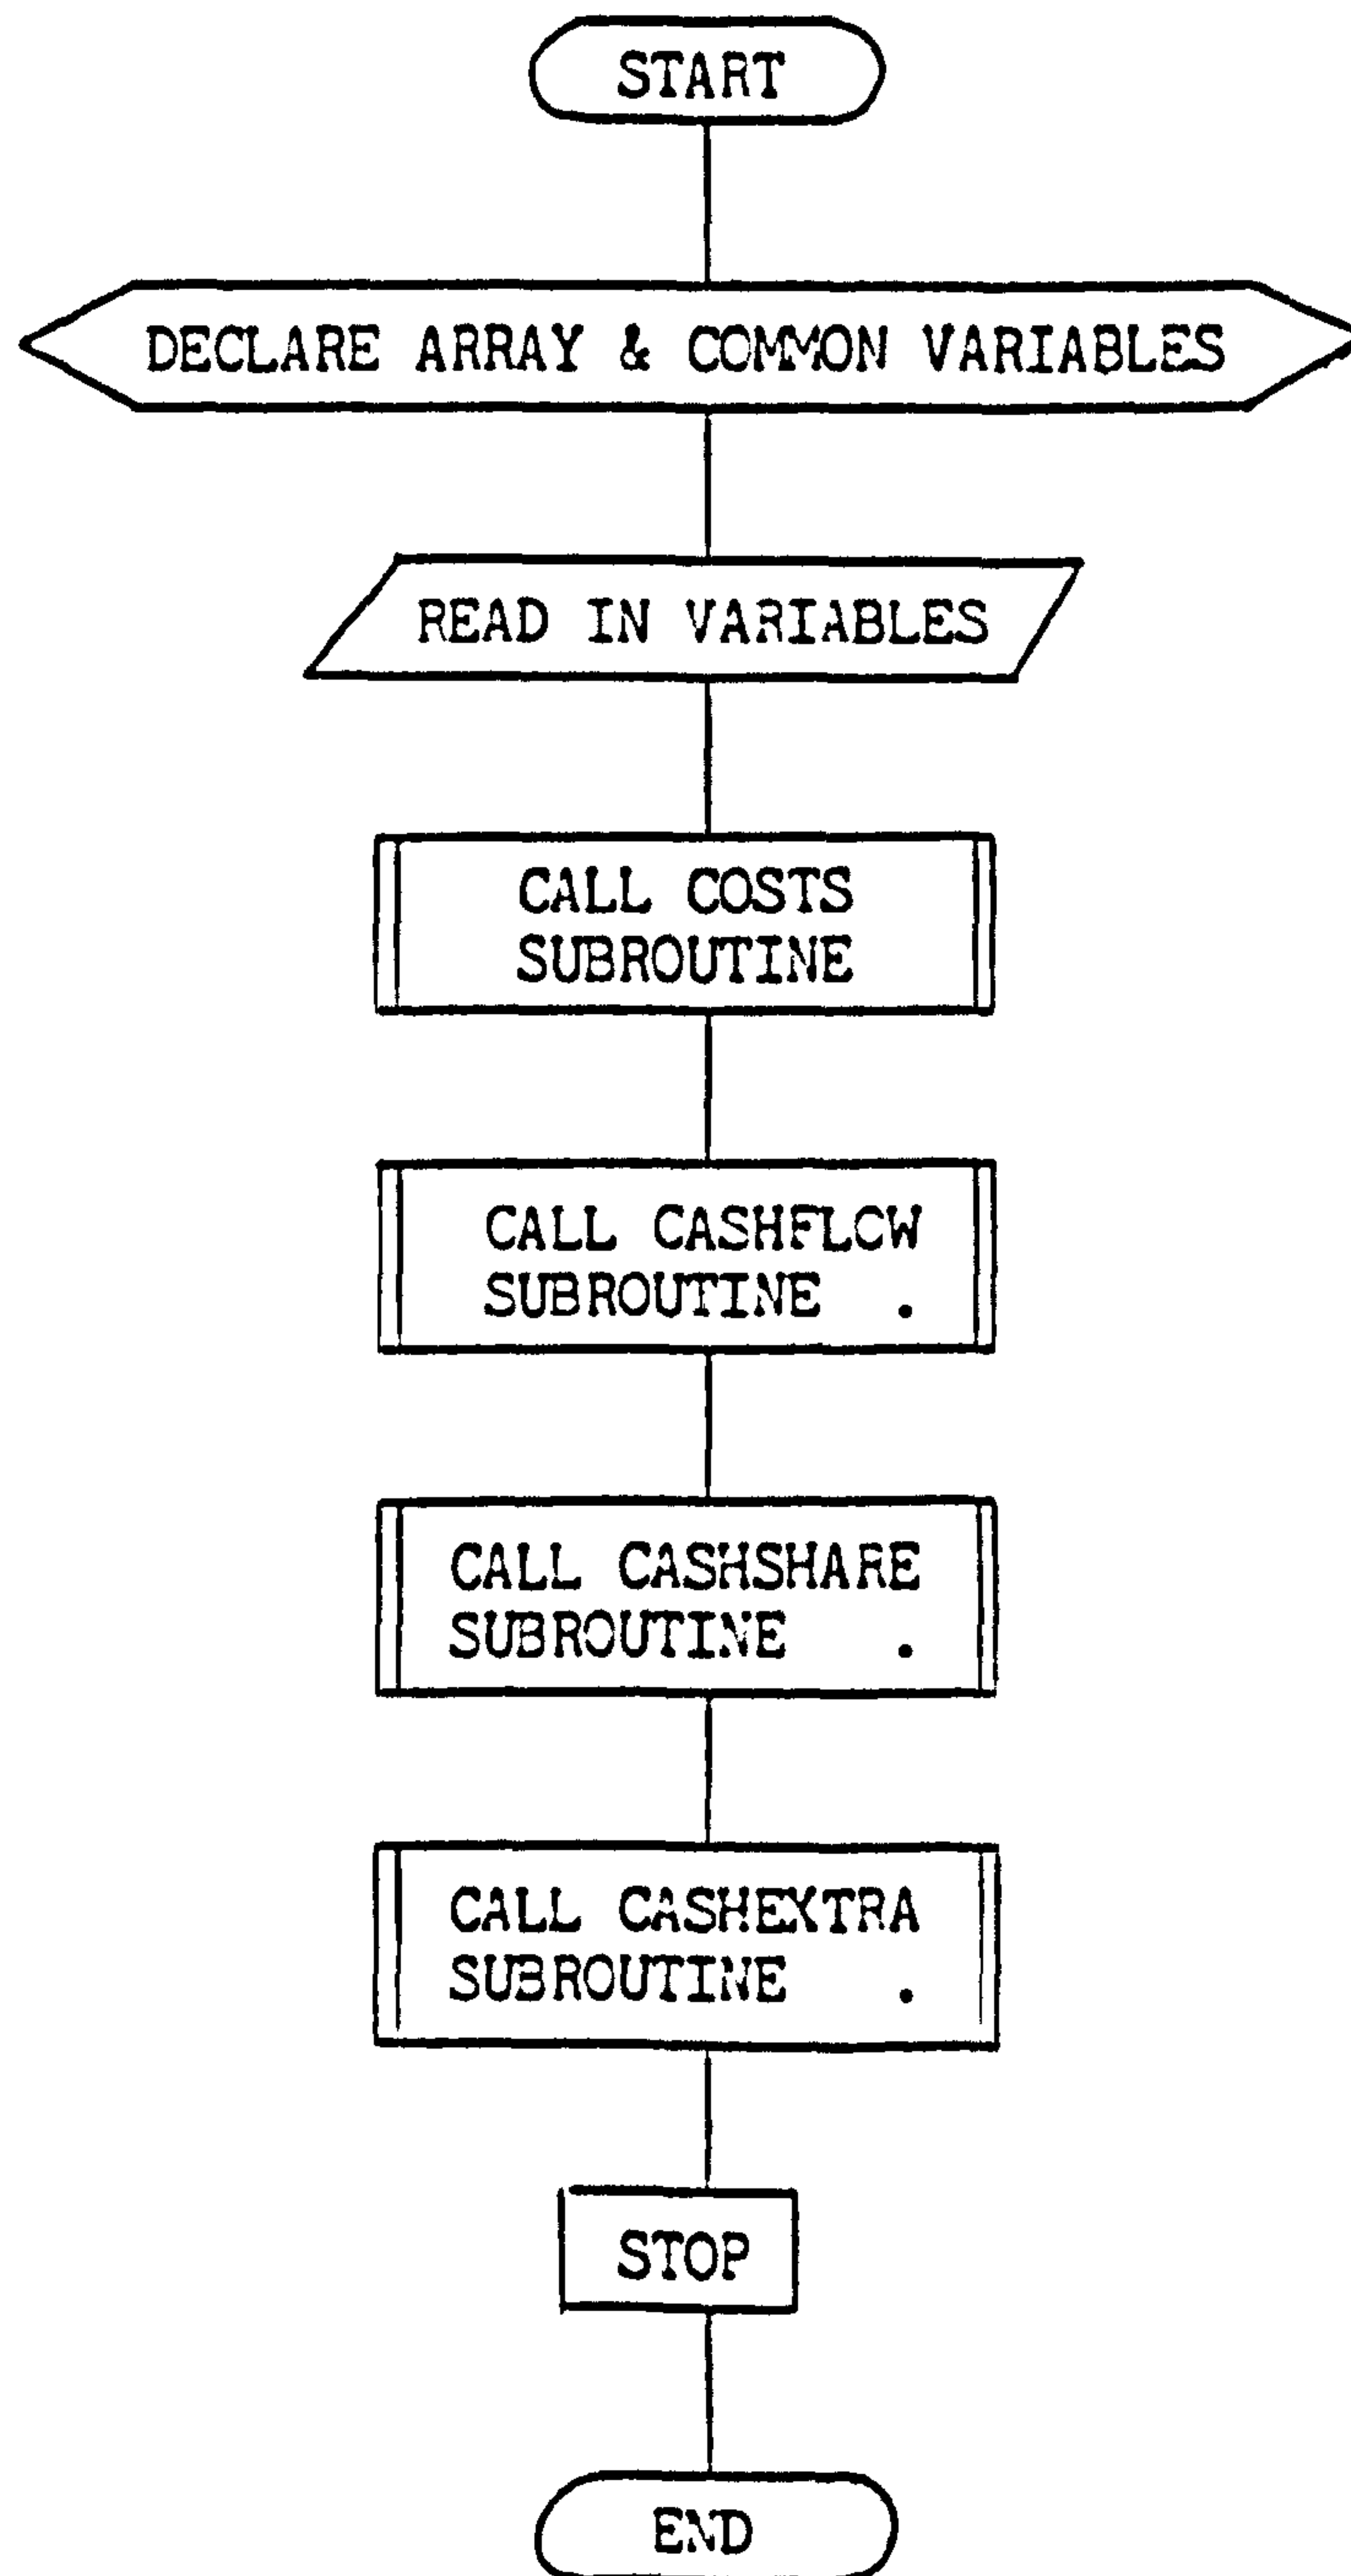 START
DECLARE ARRAY & COMMON VARIABLES
READ IN VARIABLES
CALL COSTS
SUBROUTINE
CALL CASHFLOW
SUBROUTINE .
CALL CASHSHARE
SUBROUTINE .
CALL CASHEXTRA
SUBROUTINE .
STOP
END